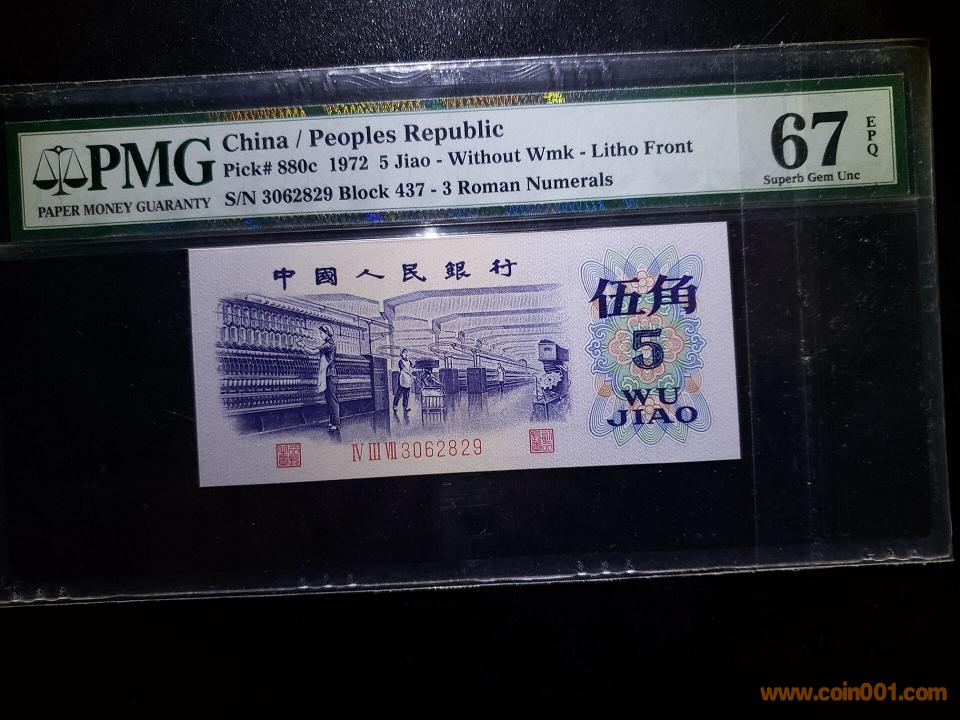 PMG
PAPER MONEY GUARANTY
China / Peoples Republic
Pick# 880c 1972 5 Jiao - Without Wmk - Litho Front
S/N 3062829 Block 437 - 3 Roman Numerals
67
EPQ
Superb Gem Unc
中國人民銀行
伍角
5
WU
JIAO
IV III VII 3062829
www.coin001.com